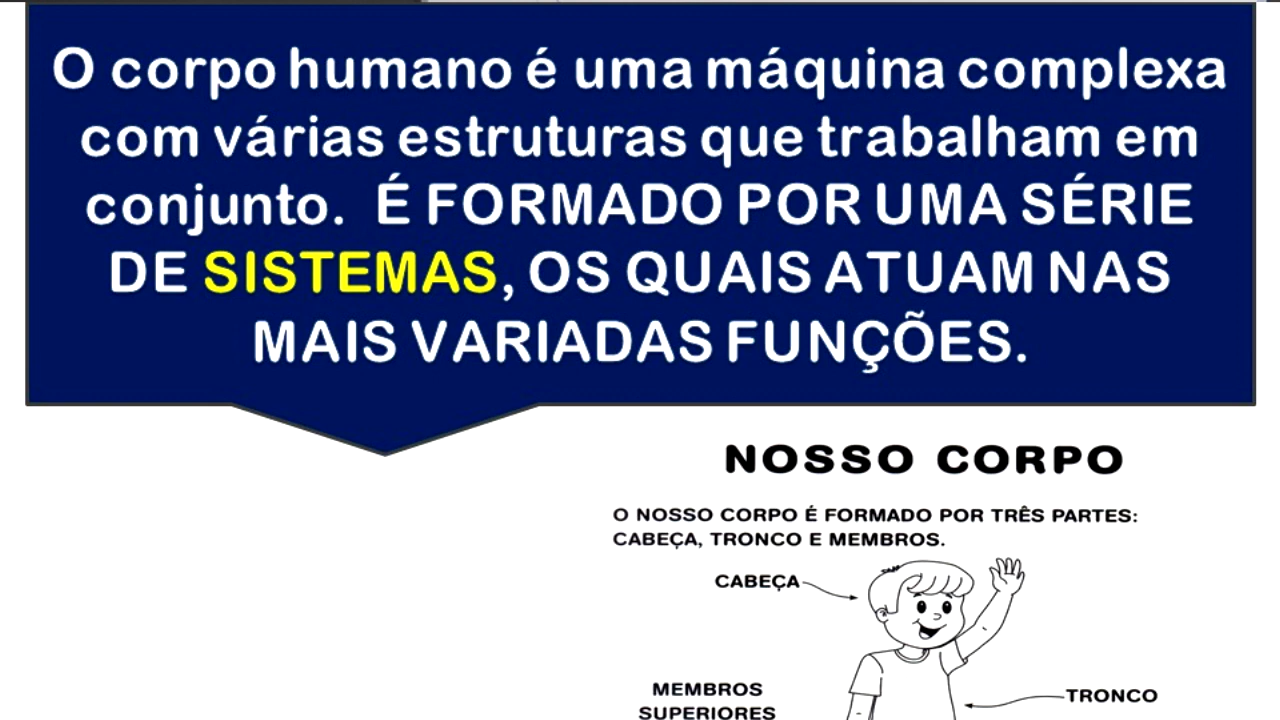 O corpo humano é uma máquina complexa
com várias estruturas que trabalham em
conjunto. É FORMADO POR UMA SÉRIE
DE SISTEMAS, OS QUAIS ATUAM NAS
MAIS VARIADAS FUNÇÕES.
NOSSO CORPO
O NOSSO CORPO É FORMADO POR TRÊS PARTES:
CABEÇA, TRONCO E MEMBROS.
CABEÇA
MEMBROS
SUPERIORES
TRONCO